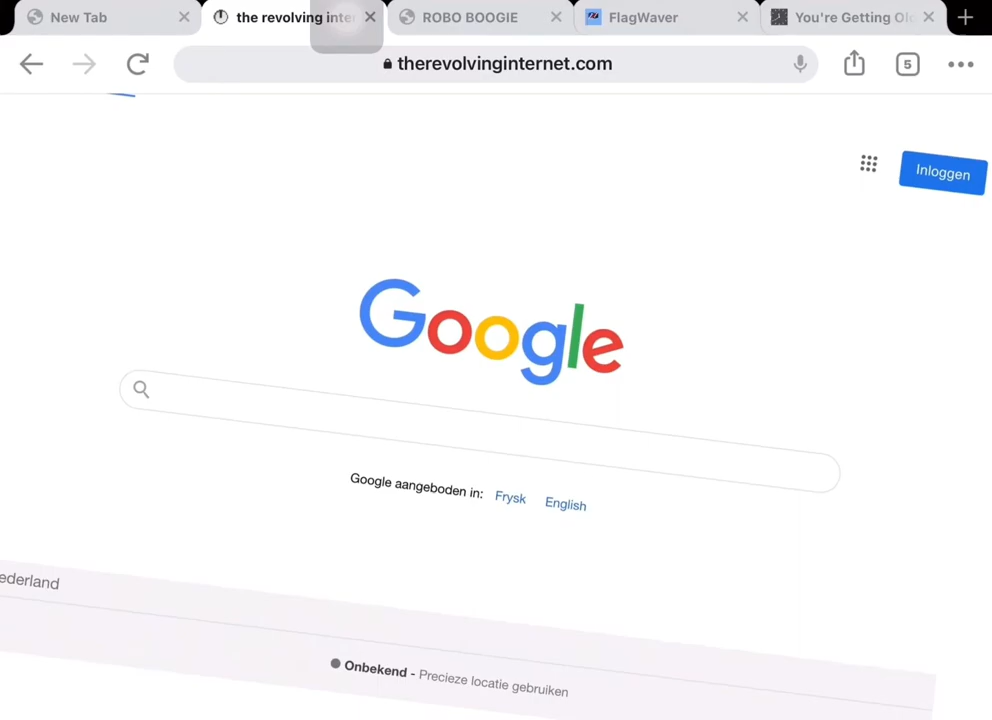 New Tab
the revolving inter
ROBO BOOGIE
FlagWaver
You're Getting Ol
therevolvinginternet.com
5
Inloggen
Google
Google aangeboden in: Frysk English
ederland
Onbekend - Precieze locatie gebruiken